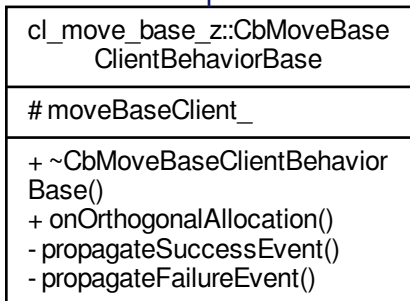 cl_move_base_z::CbMoveBase
ClientBehaviorBase
# moveBaseClient_
+ ~CbMoveBaseClientBehavior
Base()
+ onOrthogonalAllocation()
- propagateSuccessEvent()
- propagateFailureEvent()